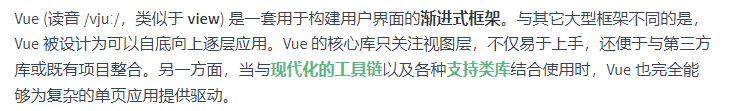 Vue (读音 /vjuː/，类似于 view) 是一套用于构建用户界面的渐进式框架。与其它大型框架不同的是，
Vue 被设计为可以自底向上逐层应用。Vue 的核心库只关注视图层，不仅易于上手，还便于与第三方
库或既有项目整合。另一方面，当与现代化的工具链以及各种支持类库结合使用时，Vue 也完全能
够为复杂的单页应用提供驱动。